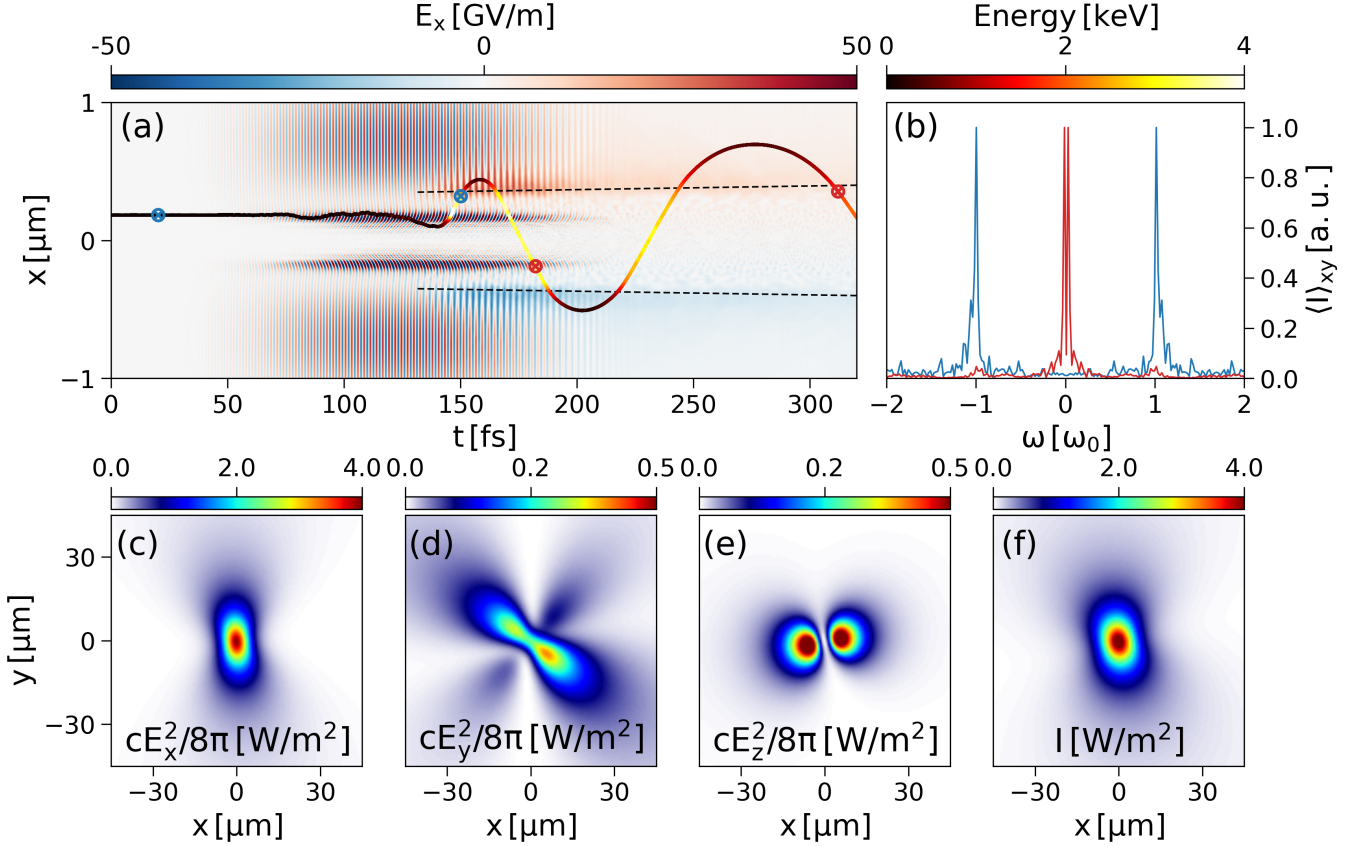 Eₓ [GV/m]
Energy [keV]
-50 0 50 0 2 4
(a)
(b)
1
0
−1
x [μm]
1.0
0.8
0.6
0.4
0.2
0.0
⟨I⟩xy [a. u.]
0 50 100 150 200 250 300
−2 −1 0 1 2
t [fs]
ω [ω₀]
0.0 2.0 4.0 0.0 0.2 0.5 0.0 0.2 0.5 0.0 2.0 4.0
(c) (d) (e) (f)
30
0
−30
y [μm]
cEₓ²/8π [W/m²] cEy²/8π [W/m²] cEz²/8π [W/m²] I [W/m²]
−30 0 30 −30 0 30 −30 0 30 −30 0 30
x [μm] x [μm] x [μm] x [μm]